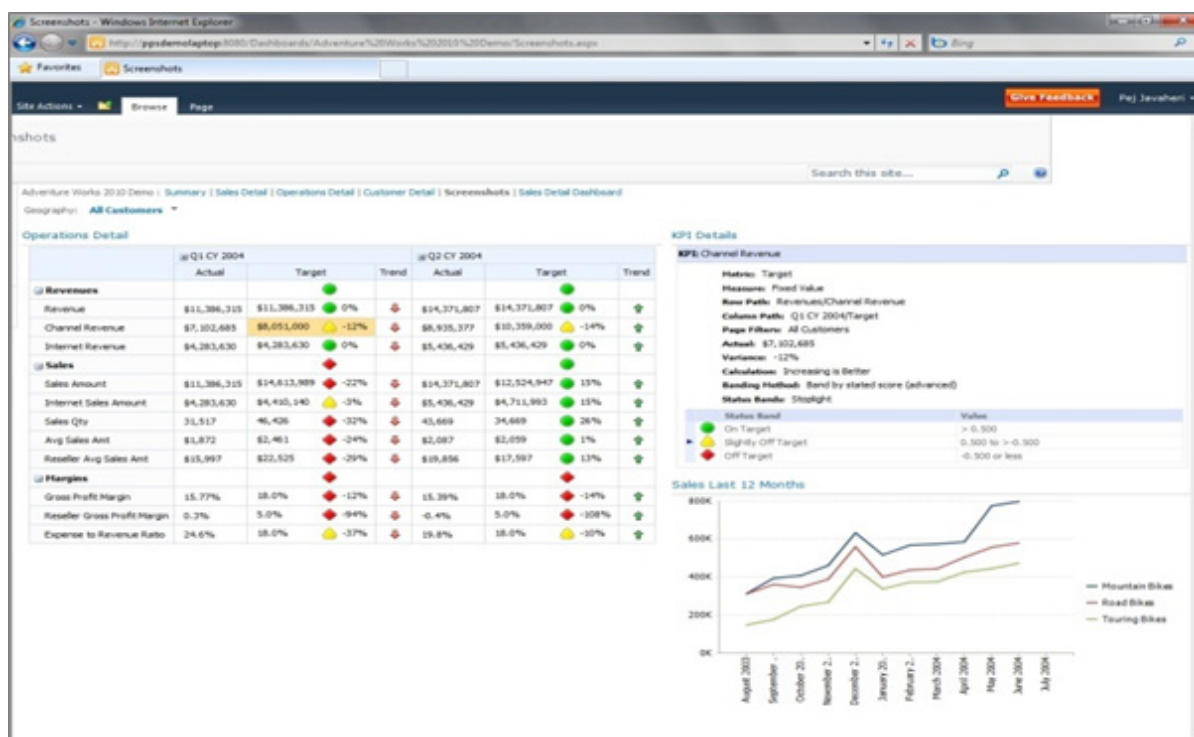 Screenshots - Windows Internet Explorer
http://ppsdemolaptop:8080/Dashboards/Adventure%20Works%202010%20Demo/Screenshots.aspx
Bing
Favorites Screenshots
Site Actions Browse Page Give Feedback Pej Javaheri
nshots
Search this site...
Adventure Works 2010 Demo : Summary | Sales Detail | Operations Detail | Customer Detail | Screenshots | Sales Detail Dashboard
Geography: All Customers
Operations Detail
Q1 CY 2004 Q2 CY 2004
Actual Target Trend Actual Target Trend
Revenues
Revenue $11,386,315 $11,386,315 0% $14,371,807 $14,371,807 0%
Channel Revenue $7,102,685 $8,051,000 -12% $8,935,377 $10,359,000 -14%
Internet Revenue $4,283,630 $4,283,630 0% $5,436,429 $5,436,429 0%
Sales
Sales Amount $11,386,315 $14,613,989 -22% $14,371,807 $12,524,947 15%
Internet Sales Amount $4,283,630 $4,410,140 -3% $5,436,429 $4,711,993 15%
Sales Qty 31,517 46,426 -32% 43,669 34,669 26%
Avg Sales Amt $1,872 $2,461 -24% $2,087 $2,059 1%
Reseller Avg Sales Amt $15,997 $22,525 -29% $19,856 $17,597 13%
Margins
Gross Profit Margin 15.77% 18.0% -12% 15.39% 18.0% -14%
Reseller Gross Profit Margin 0.3% 5.0% -94% -0.4% 5.0% -108%
Expense to Revenue Ratio 24.6% 18.0% -37% 19.8% 18.0% -10%
KPI Details
KPI: Channel Revenue
Metric: Target
Measure: Fixed Value
Row Path: Revenues/Channel Revenue
Column Path: Q1 CY 2004/Target
Page Filters: All Customers
Actual: $7,102,685
Variance: -12%
Calculation: Increasing is Better
Banding Method: Band by stated score (advanced)
Status Bands: Stoplight
Status Band Value
On Target > 0.500
Slightly Off Target 0.500 to >-0.500
Off Target -0.500 or less
Sales Last 12 Months
800K
600K
400K
200K
0K
Mountain Bikes
Road Bikes
Touring Bikes
August 2003
September ..
October 20..
November 2..
December 2..
January 20..
February 2..
March 2004
April 2004
May 2004
June 2004
July 2004